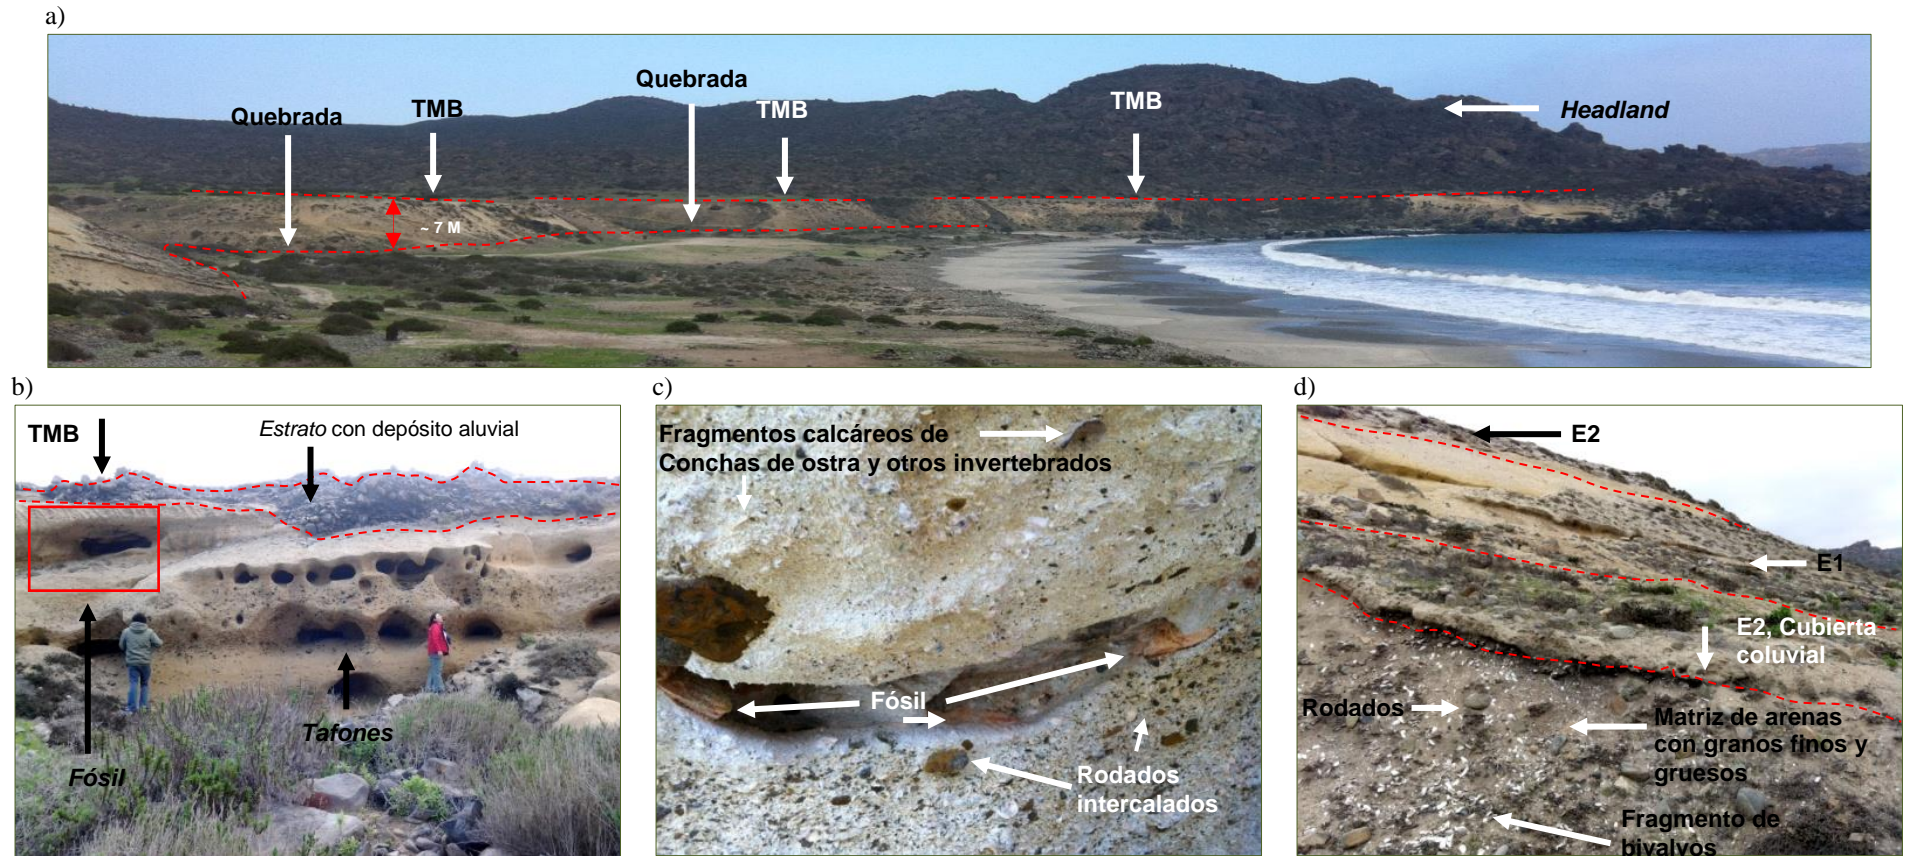 a)
Quebrada
TMB
Quebrada
TMB
TMB
Headland
~ 7 M
b)
TMB
Estrato con depósito aluvial
Tafones
Fósil
c)
Fragmentos calcáreos de
Conchas de ostra y otros invertebrados
Fósil
Rodados
intercalados
d)
E2
E1
E2, Cubierta
coluvial
Rodados
Matriz de arenas
con granos finos y
gruesos
Fragmento de
bivalvos